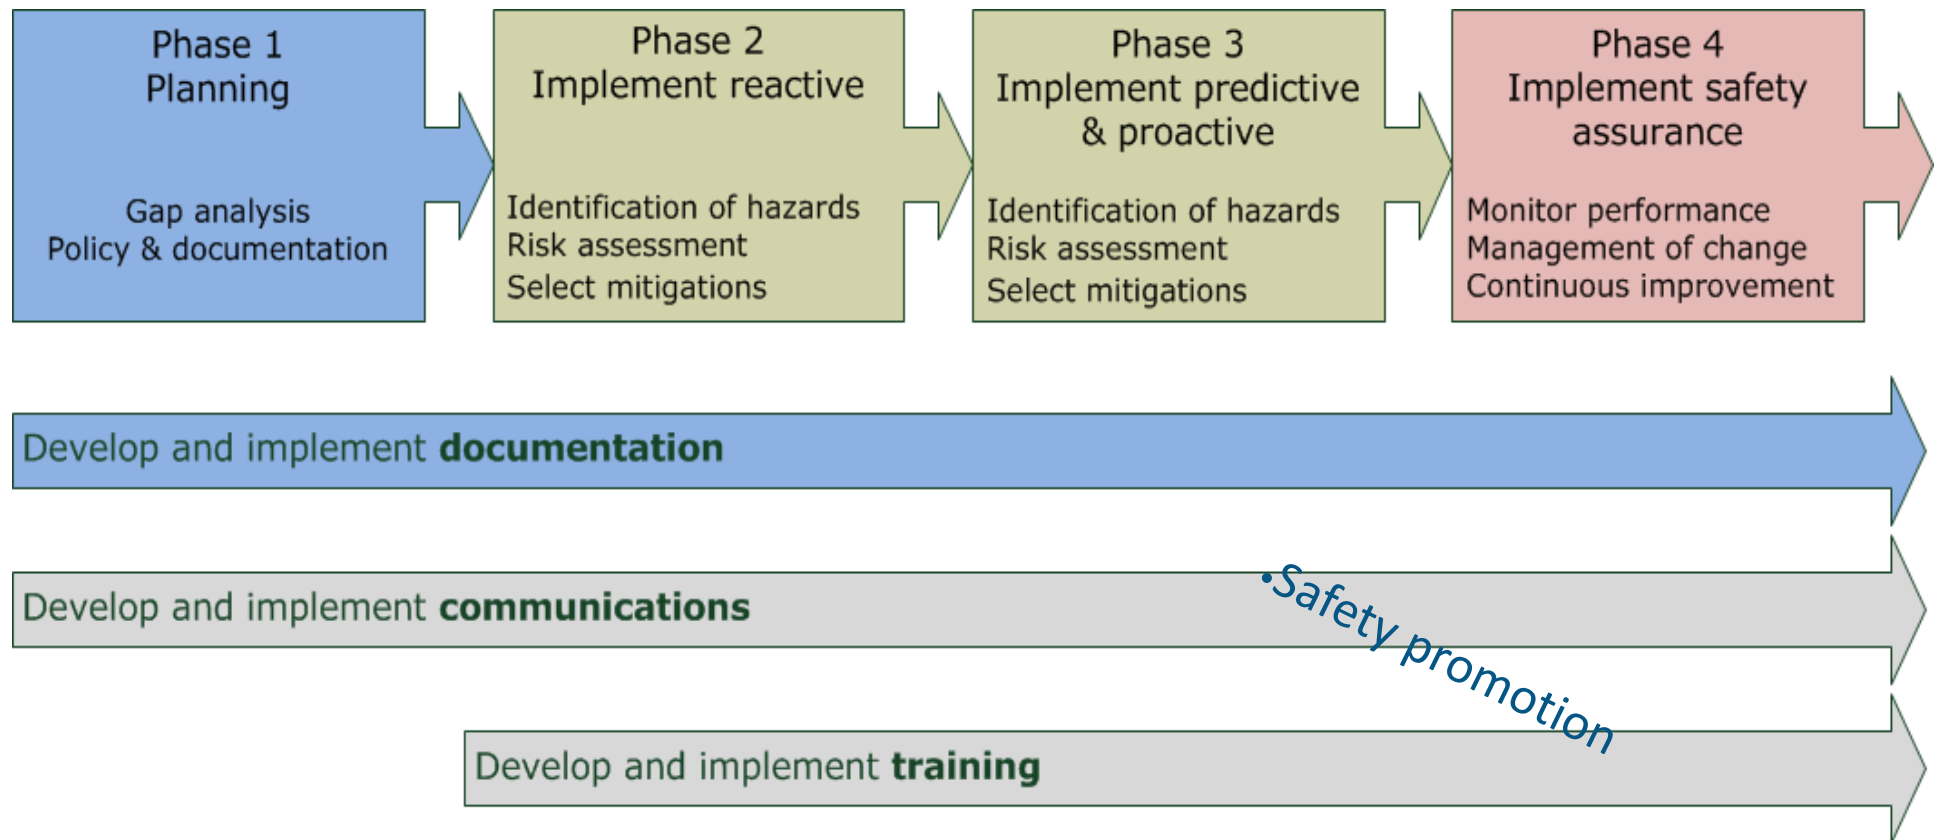 Phase 1
Planning
Gap analysis
Policy & documentation
Phase 2
Implement reactive
Identification of hazards
Risk assessment
Select mitigations
Phase 3
Implement predictive
& proactive
Identification of hazards
Risk assessment
Select mitigations
Phase 4
Implement safety
assurance
Monitor performance
Management of change
Continuous improvement
Develop and implement documentation
Develop and implement communications
•Safety promotion
Develop and implement training